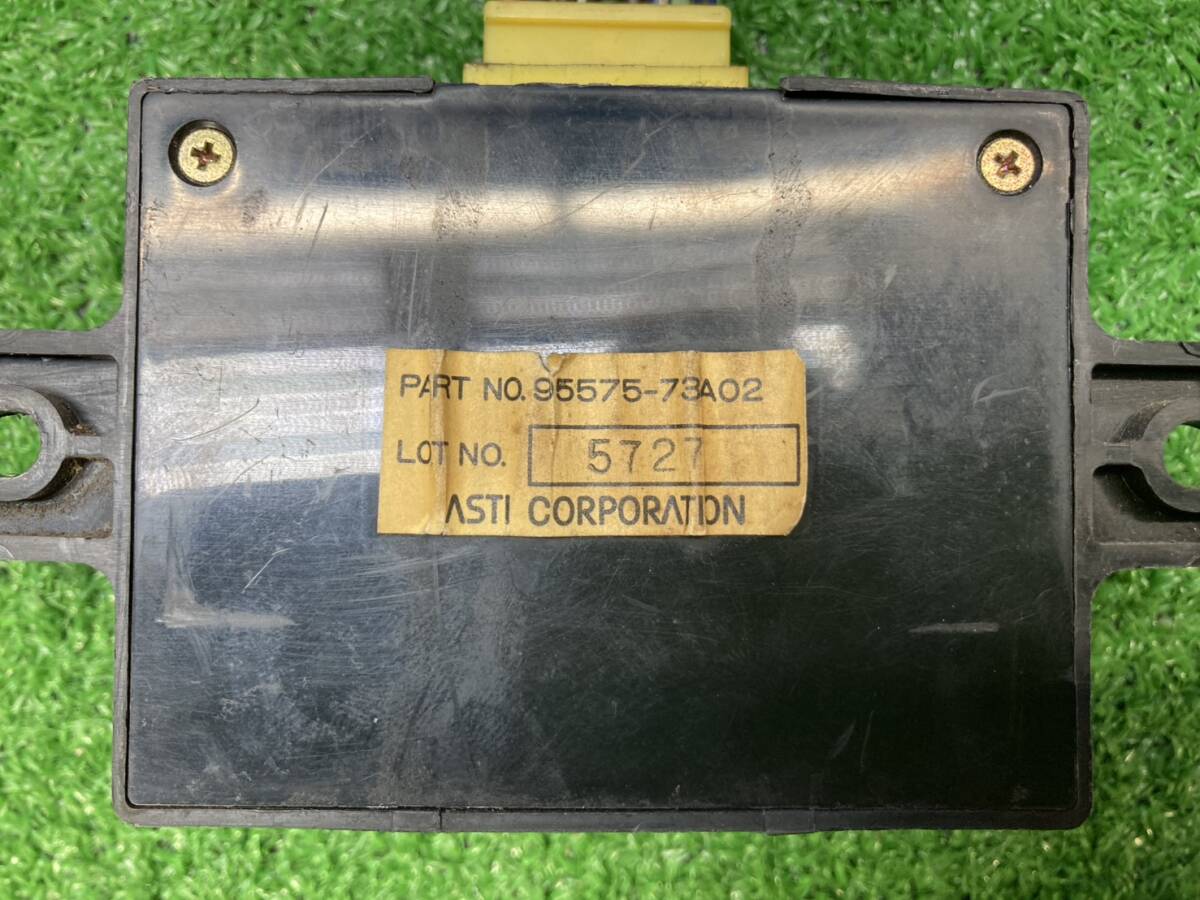 PART NO. 95575-73A02
LOT NO. 5727
ASTI CORPORATION